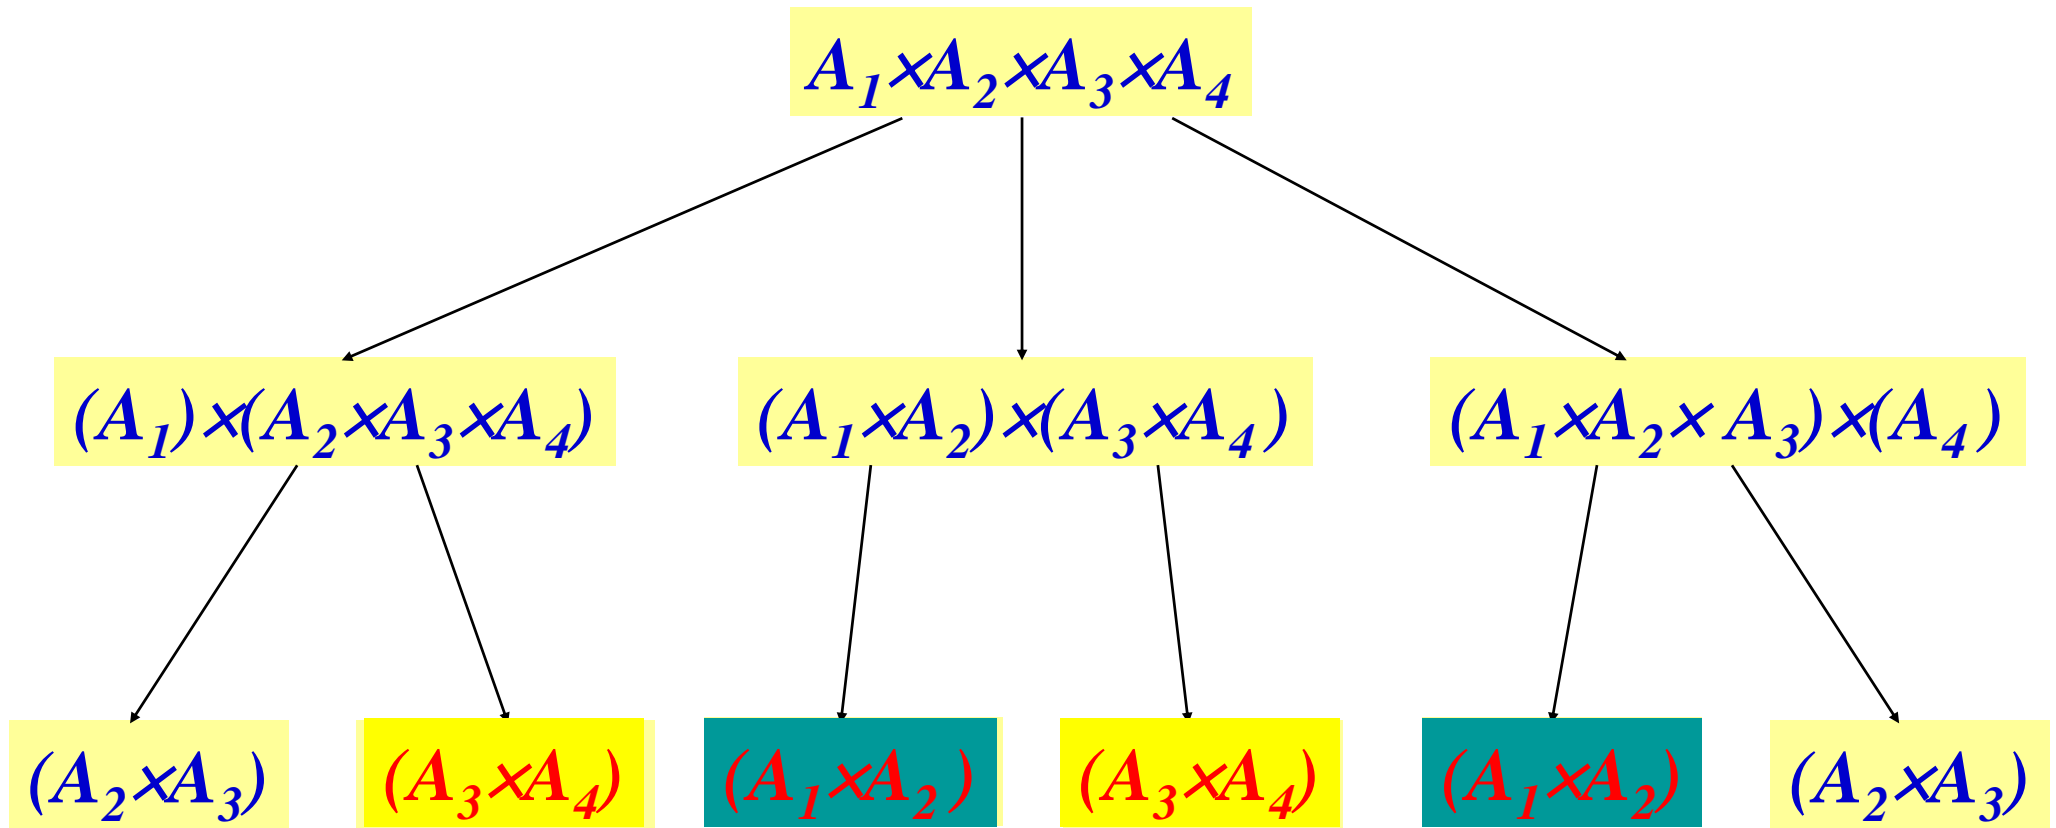 A₁×A₂×A₃×A₄
(A₁)×(A₂×A₃×A₄)
(A₁×A₂)×(A₃×A₄)
(A₁×A₂× A₃)×(A₄)
(A₂×A₃)
(A₃×A₄)
(A₁×A₂)
(A₃×A₄)
(A₁×A₂)
(A₂×A₃)